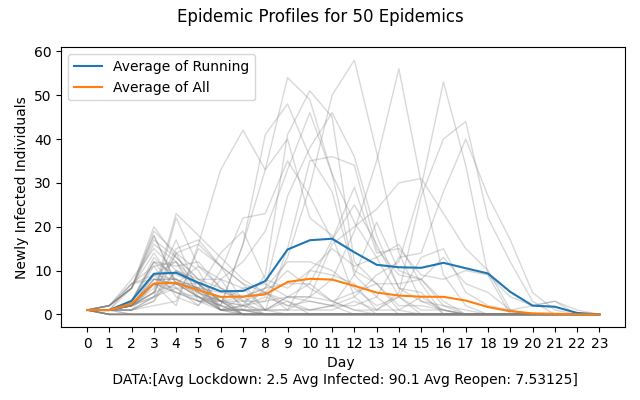 Epidemic Profiles for 50 Epidemics
60
50
40
30
20
10
0
Newly Infected Individuals
Average of Running
Average of All
0 1 2 3 4 5 6 7 8 9 10 11 12 13 14 15 16 17 18 19 20 21 22 23
Day
DATA:[Avg Lockdown: 2.5 Avg Infected: 90.1 Avg Reopen: 7.53125]